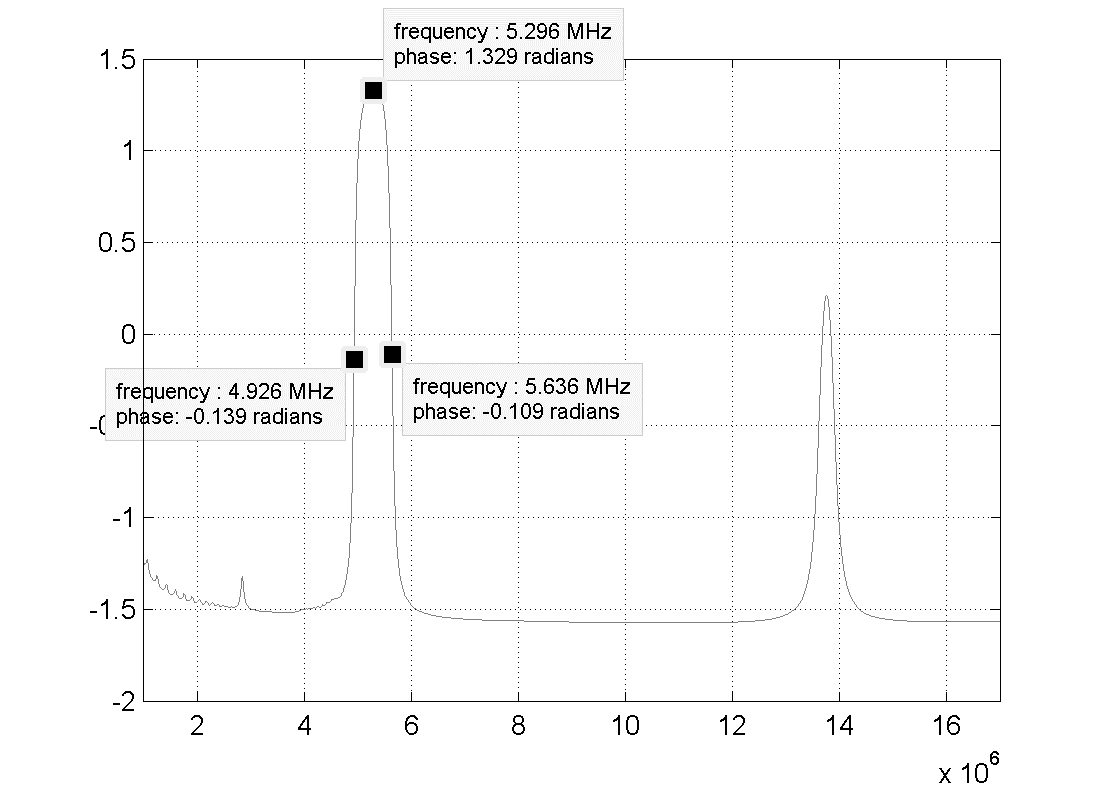 frequency : 5.296 MHz
phase: 1.329 radians
1.5
1
0.5
0
frequency : 4.926 MHz
phase: -0.139 radians
frequency : 5.636 MHz
phase: -0.109 radians
-0
-1
-1.5
-2
2 4 6 8 10 12 14 16
x 10^6